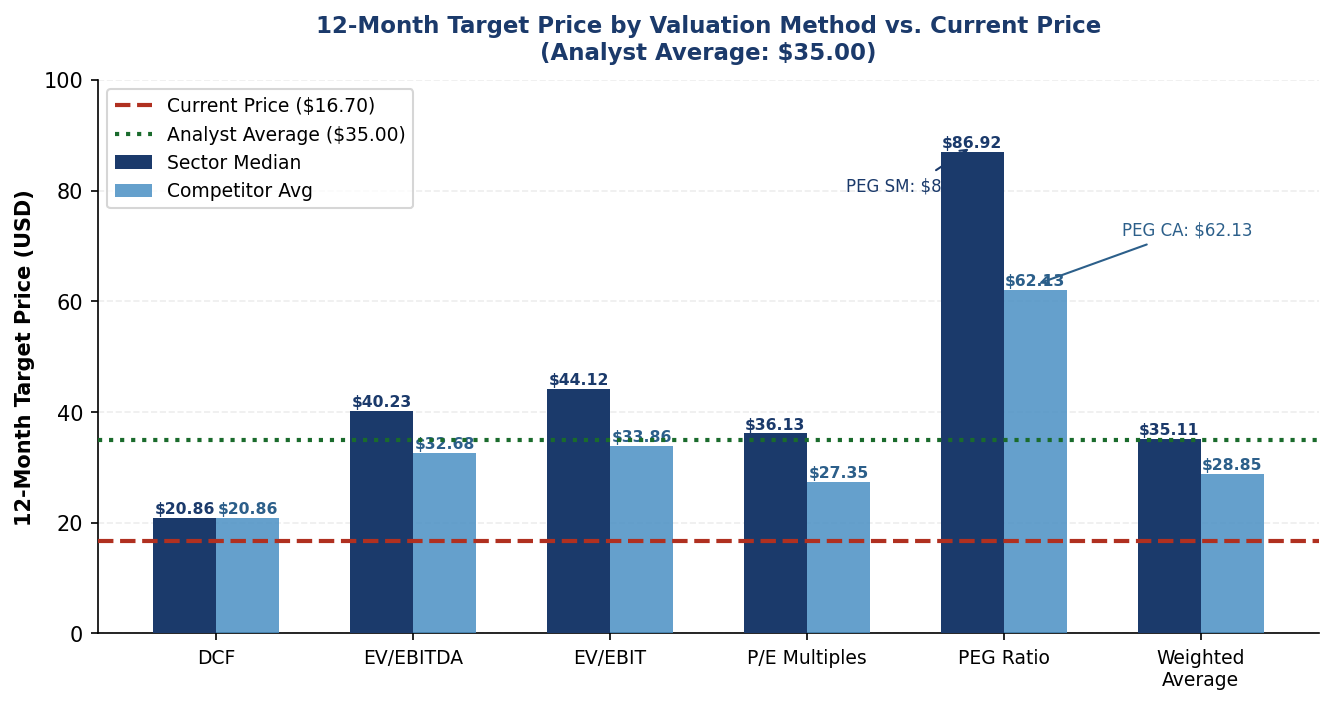 12-Month Target Price by Valuation Method vs. Current Price
(Analyst Average: $35.00)
12-Month Target Price (USD)
100
80
60
40
20
0
Current Price ($16.70)
Analyst Average ($35.00)
Sector Median
Competitor Avg
$20.86 $20.86
$40.23
$32.68
$44.12
$33.86
$36.13
$27.35
$86.92
PEG SM: $8
$62.13
PEG CA: $62.13
$35.11
$28.85
DCF
EV/EBITDA
EV/EBIT
P/E Multiples
PEG Ratio
Weighted
Average